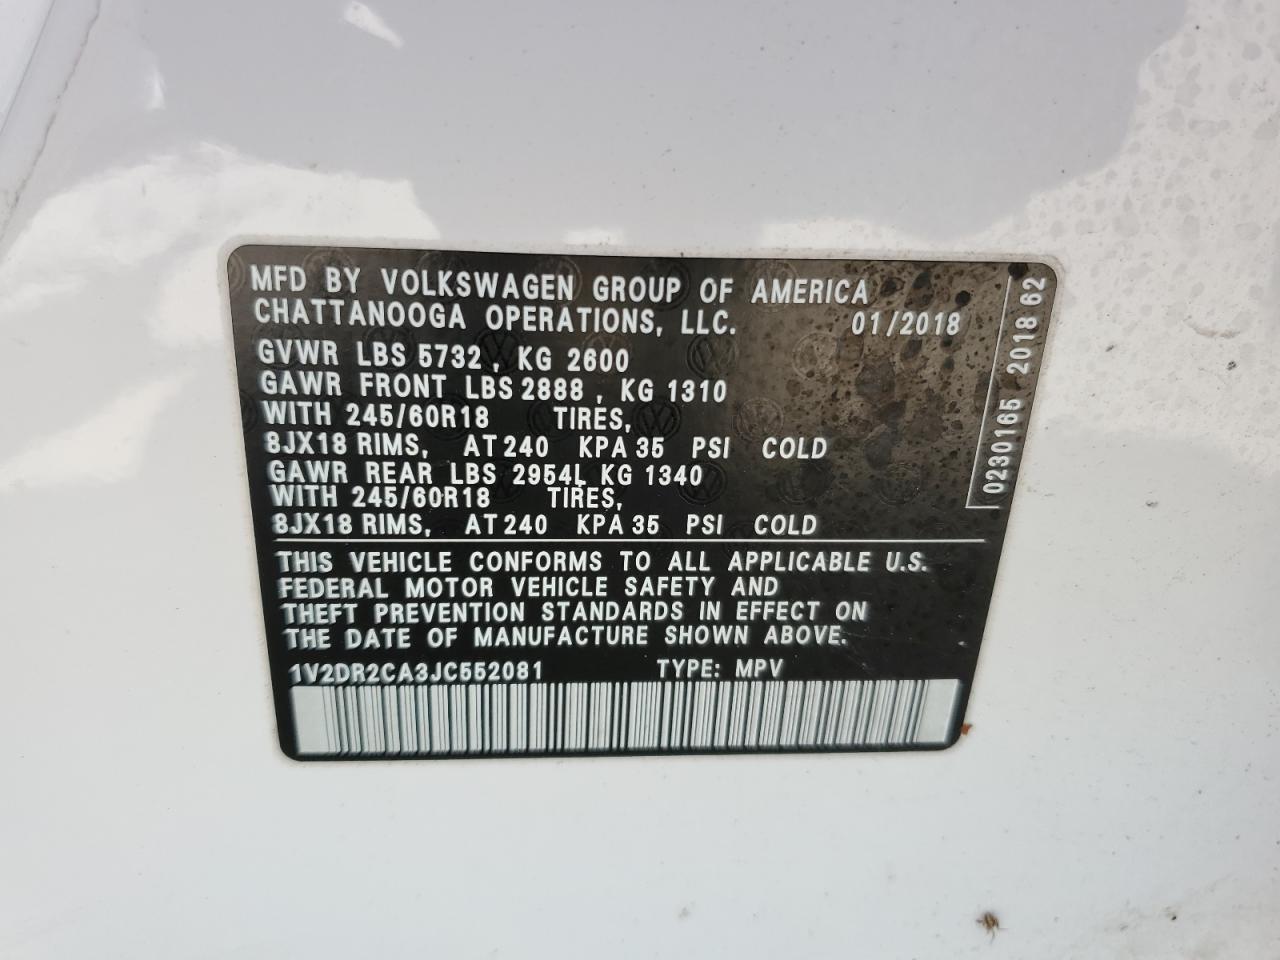 MFD BY VOLKSWAGEN GROUP OF AMERICA
CHATTANOOGA OPERATIONS, LLC. 01/2018
GVWR LBS 5732 , KG 2600
GAWR FRONT LBS 2888 , KG 1310
WITH 245/60R18 TIRES,
8JX18 RIMS, AT 240 KPA 35 PSI COLD
GAWR REAR LBS 2954L KG 1340
WITH 245/60R18 TIRES,
8JX18 RIMS, AT 240 KPA 35 PSI COLD
THIS VEHICLE CONFORMS TO ALL APPLICABLE U.S.
FEDERAL MOTOR VEHICLE SAFETY AND
THEFT PREVENTION STANDARDS IN EFFECT ON
THE DATE OF MANUFACTURE SHOWN ABOVE.
1V2DR2CA3JC552081 TYPE: MPV
0230165 2018 62